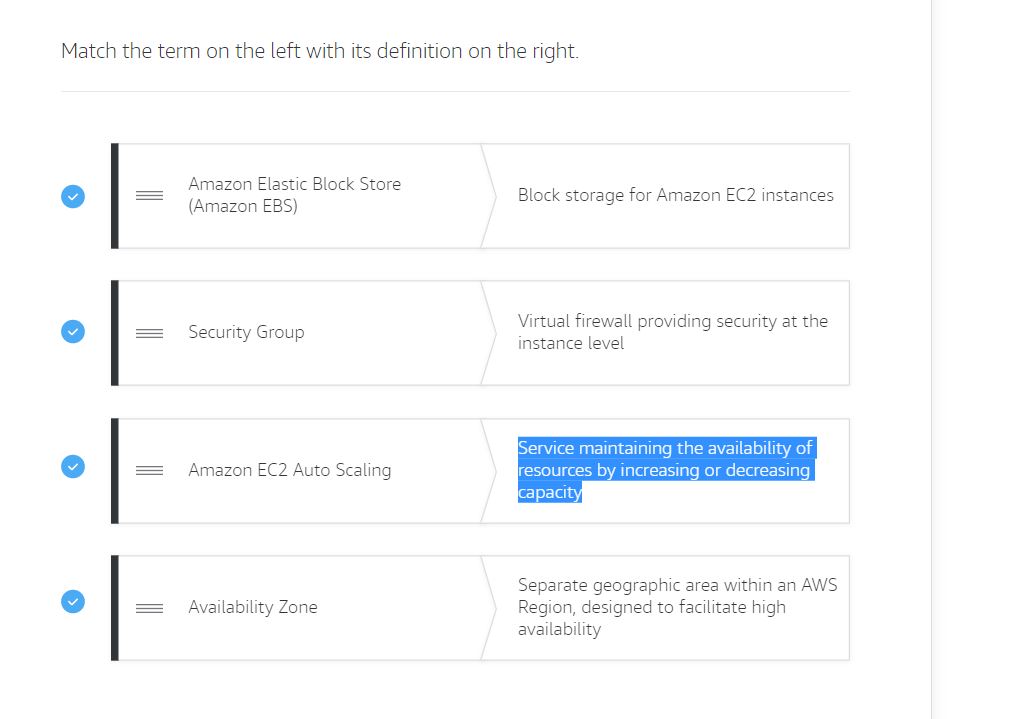 Match the term on the left with its definition on the right.
Amazon Elastic Block Store
(Amazon EBS)
Block storage for Amazon EC2 instances
Security Group
Virtual firewall providing security at the
instance level
Amazon EC2 Auto Scaling
Service maintaining the availability of
resources by increasing or decreasing
capacity
Availability Zone
Separate geographic area within an AWS
Region, designed to facilitate high
availability